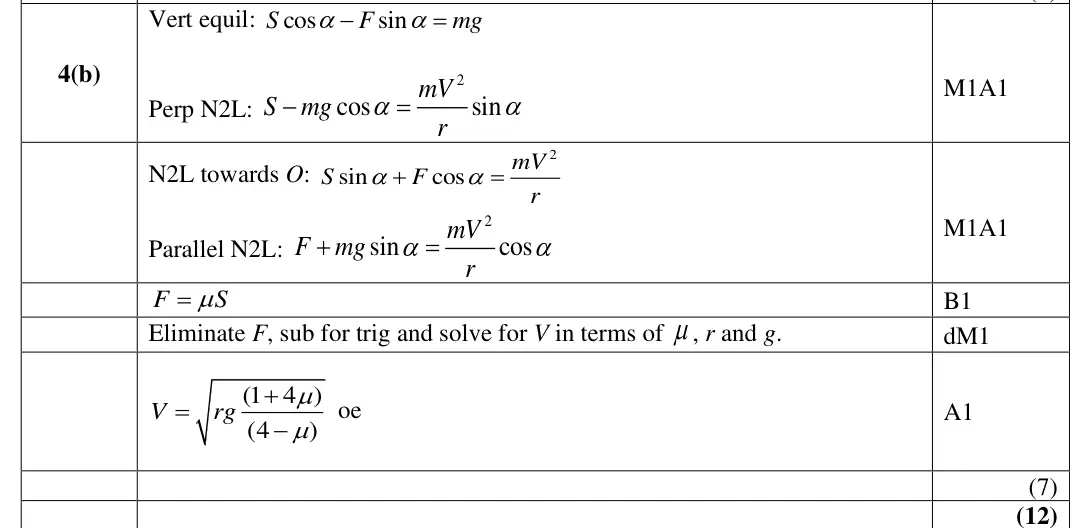 Vert equil: S cos α − F sin α = mg
4(b)
Perp N2L: S − mg cos α = mV²/r sin α
M1A1
N2L towards O: S sin α + F cos α = mV²/r
Parallel N2L: F + mg sin α = mV²/r cos α
M1A1
F = μS
B1
Eliminate F, sub for trig and solve for V in terms of μ, r and g.
dM1
V = √(rg (1+4μ)/(4−μ)) oe
A1
(7)
(12)